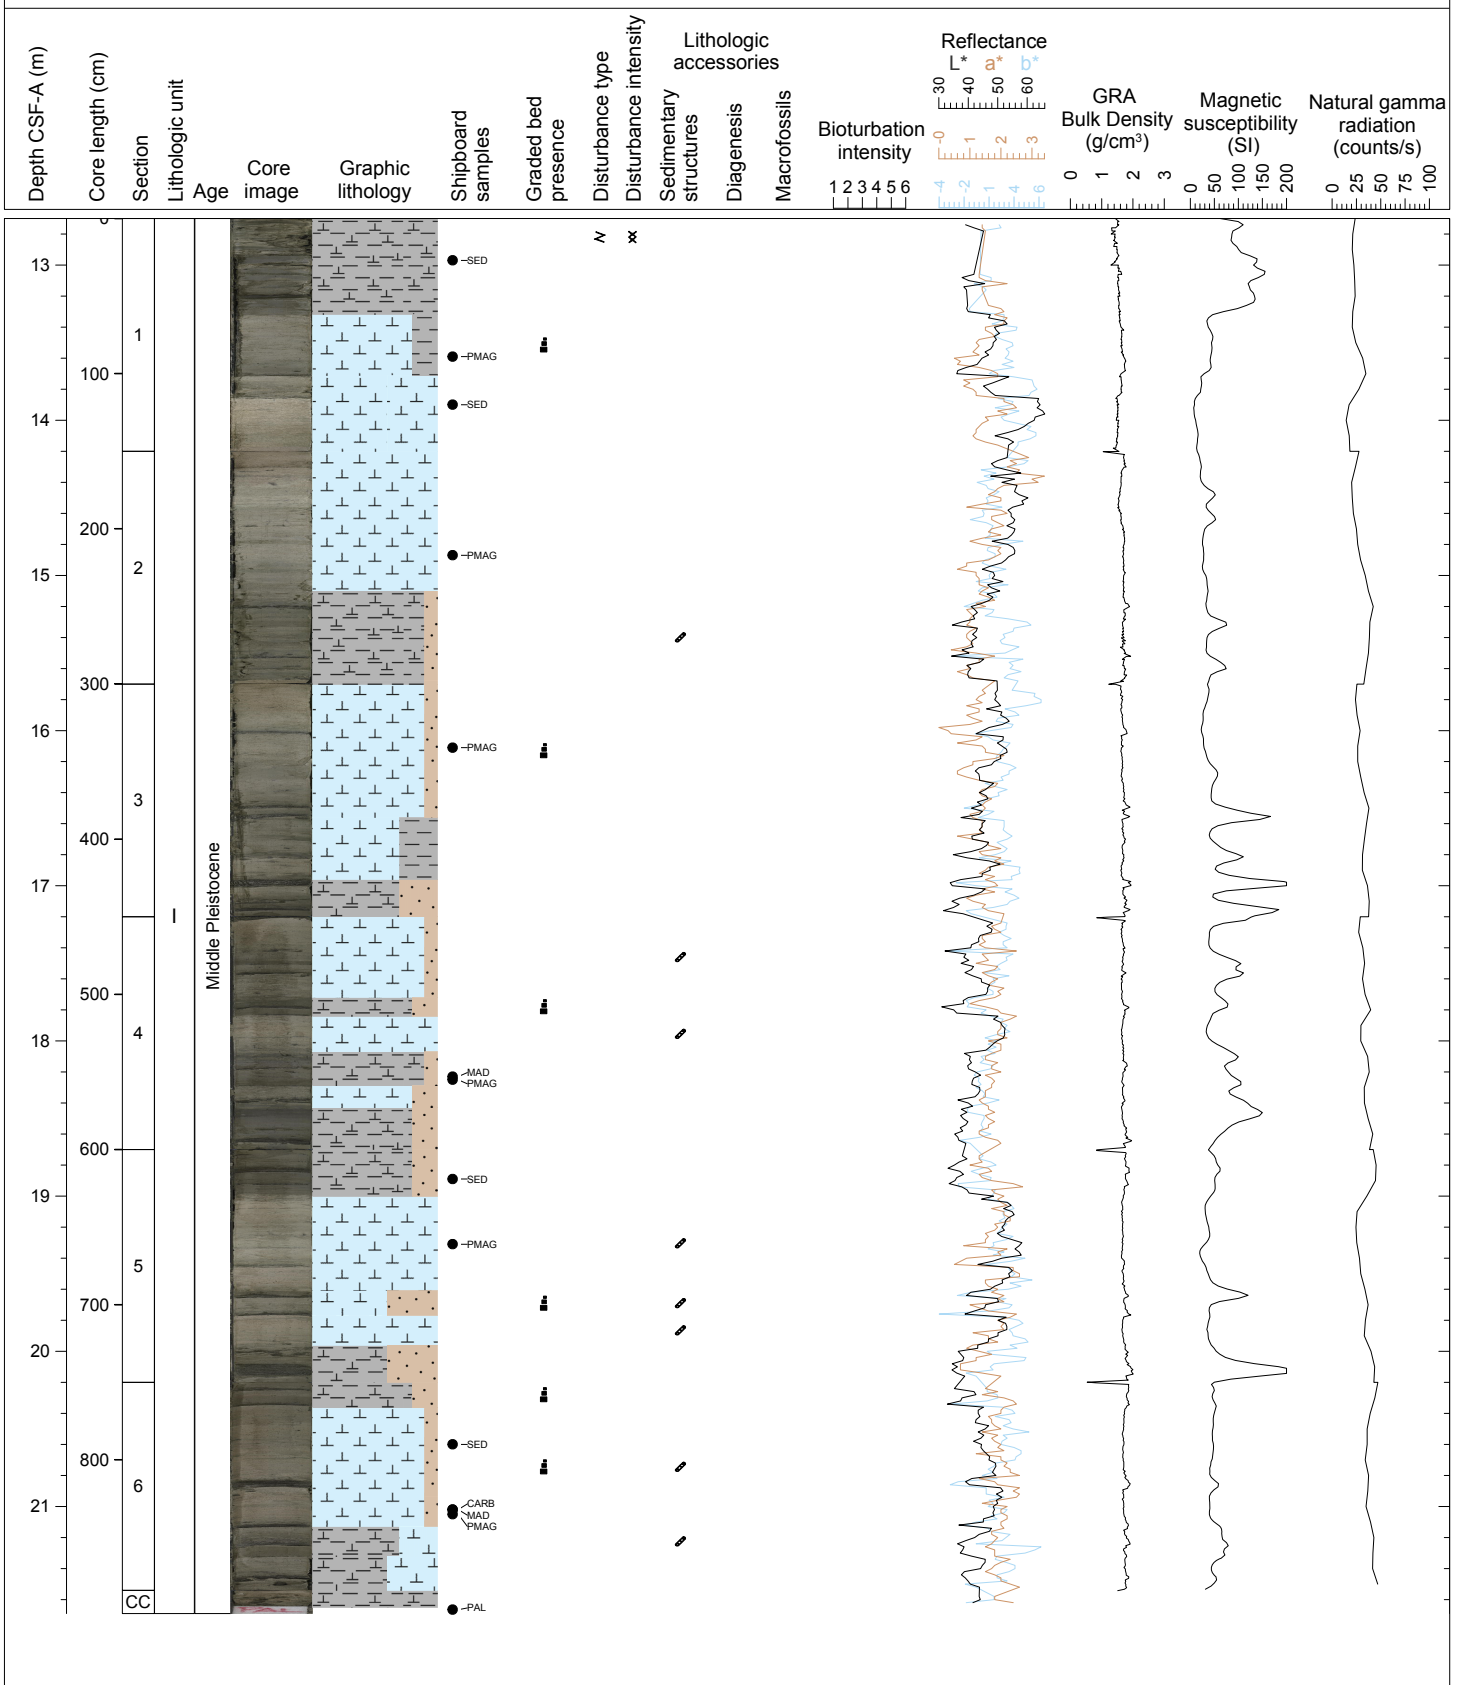 Depth CSF-A (m)
Core length (cm)
Section
Lithologic unit
Age
Core
image
Graphic
lithology
Shipboard
samples
Graded bed
presence
Disturbance type
Disturbance intensity
Lithologic
accessories
Sedimentary
structures
Diagenesis
Macrofossils
Bioturbation
intensity
1 2 3 4 5 6
Reflectance
L* a* b*
30 40 50 60
-0 1 2 3
-4 -2 1 4 6
GRA
Bulk Density
(g/cm³)
0 1 2 3
Magnetic
susceptibility
(SI)
0 50 100 150 200
Natural gamma
radiation
(counts/s)
0 25 50 75 100
0
13
SED
1
PMAG
100
SED
14
200
PMAG
2
15
300
16
PMAG
3
400
17
I
Middle Pleistocene
500
4
18
MAD
PMAG
600
SED
19
PMAG
5
700
20
SED
800
6
CARB
21
MAD
PMAG
CC
PAL